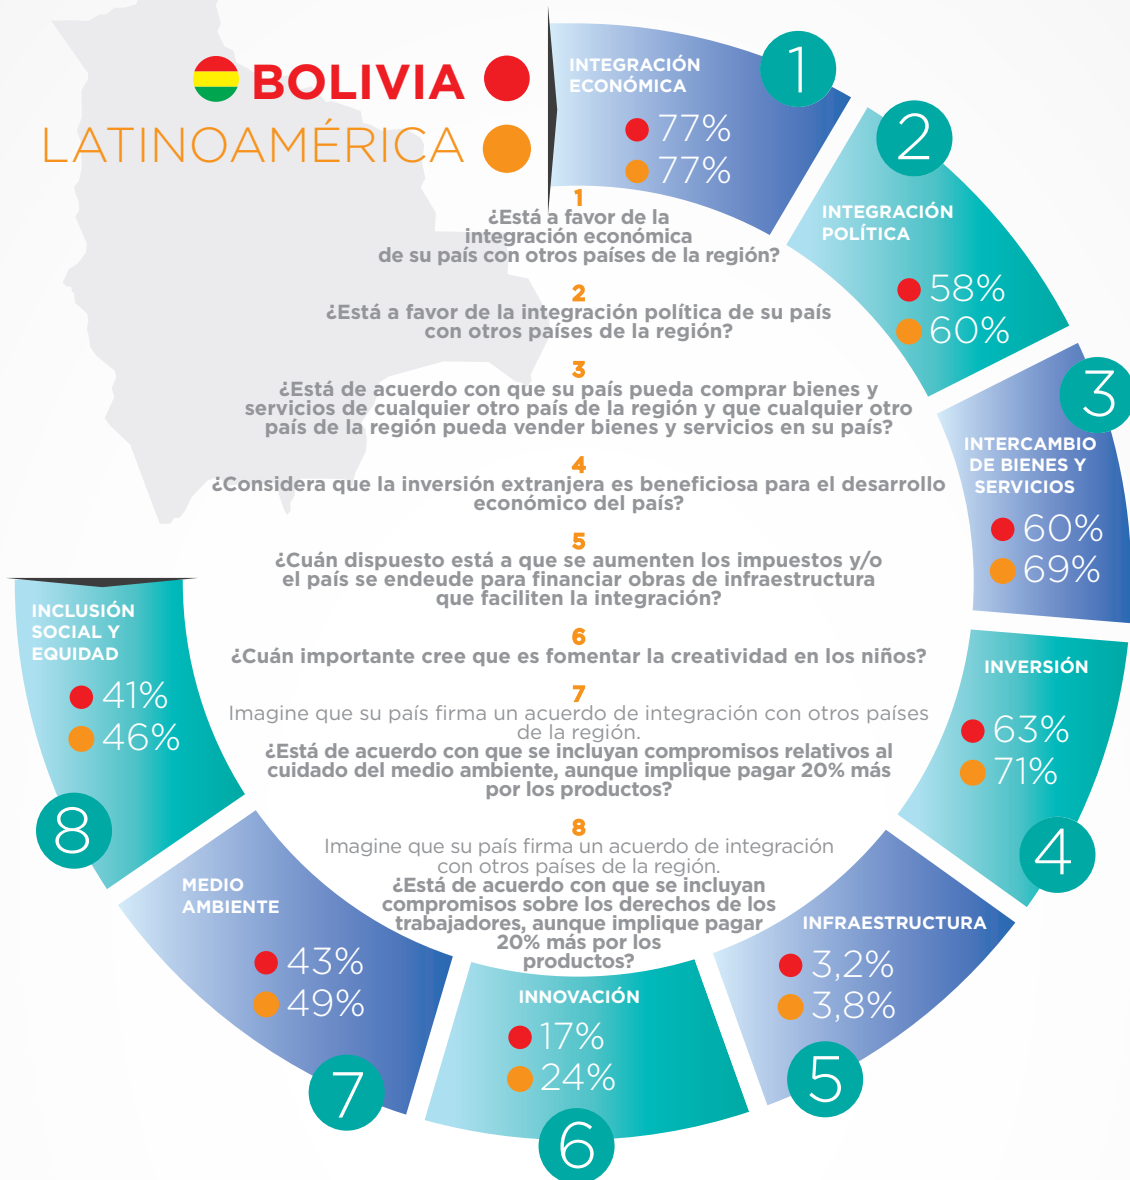 BOLIVIA
LATINOAMÉRICA
INTEGRACIÓN
ECONÓMICA
1
77%
77%
2
INTEGRACIÓN
POLÍTICA
58%
60%
3
INTERCAMBIO
DE BIENES Y
SERVICIOS
60%
69%
INVERSIÓN
63%
71%
4
INFRAESTRUCTURA
3,2%
3,8%
5
INNOVACIÓN
17%
24%
6
MEDIO
AMBIENTE
43%
49%
7
INCLUSIÓN
SOCIAL Y
EQUIDAD
41%
46%
8
1
¿Está a favor de la
integración económica
de su país con otros países de la región?
2
¿Está a favor de la integración política de su país
con otros países de la región?
3
¿Está de acuerdo con que su país pueda comprar bienes y
servicios de cualquier otro país de la región y que cualquier otro
país de la región pueda vender bienes y servicios en su país?
4
¿Considera que la inversión extranjera es beneficiosa para el desarrollo
económico del país?
5
¿Cuán dispuesto está a que se aumenten los impuestos y/o
el país se endeude para financiar obras de infraestructura
que faciliten la integración?
6
¿Cuán importante cree que es fomentar la creatividad en los niños?
7
Imagine que su país firma un acuerdo de integración con otros países
de la región.
¿Está de acuerdo con que se incluyan compromisos relativos al
cuidado del medio ambiente, aunque implique pagar 20% más
por los productos?
8
Imagine que su país firma un acuerdo de integración
con otros países de la región.
¿Está de acuerdo con que se incluyan
compromisos sobre los derechos de los
trabajadores, aunque implique pagar
20% más por los
productos?